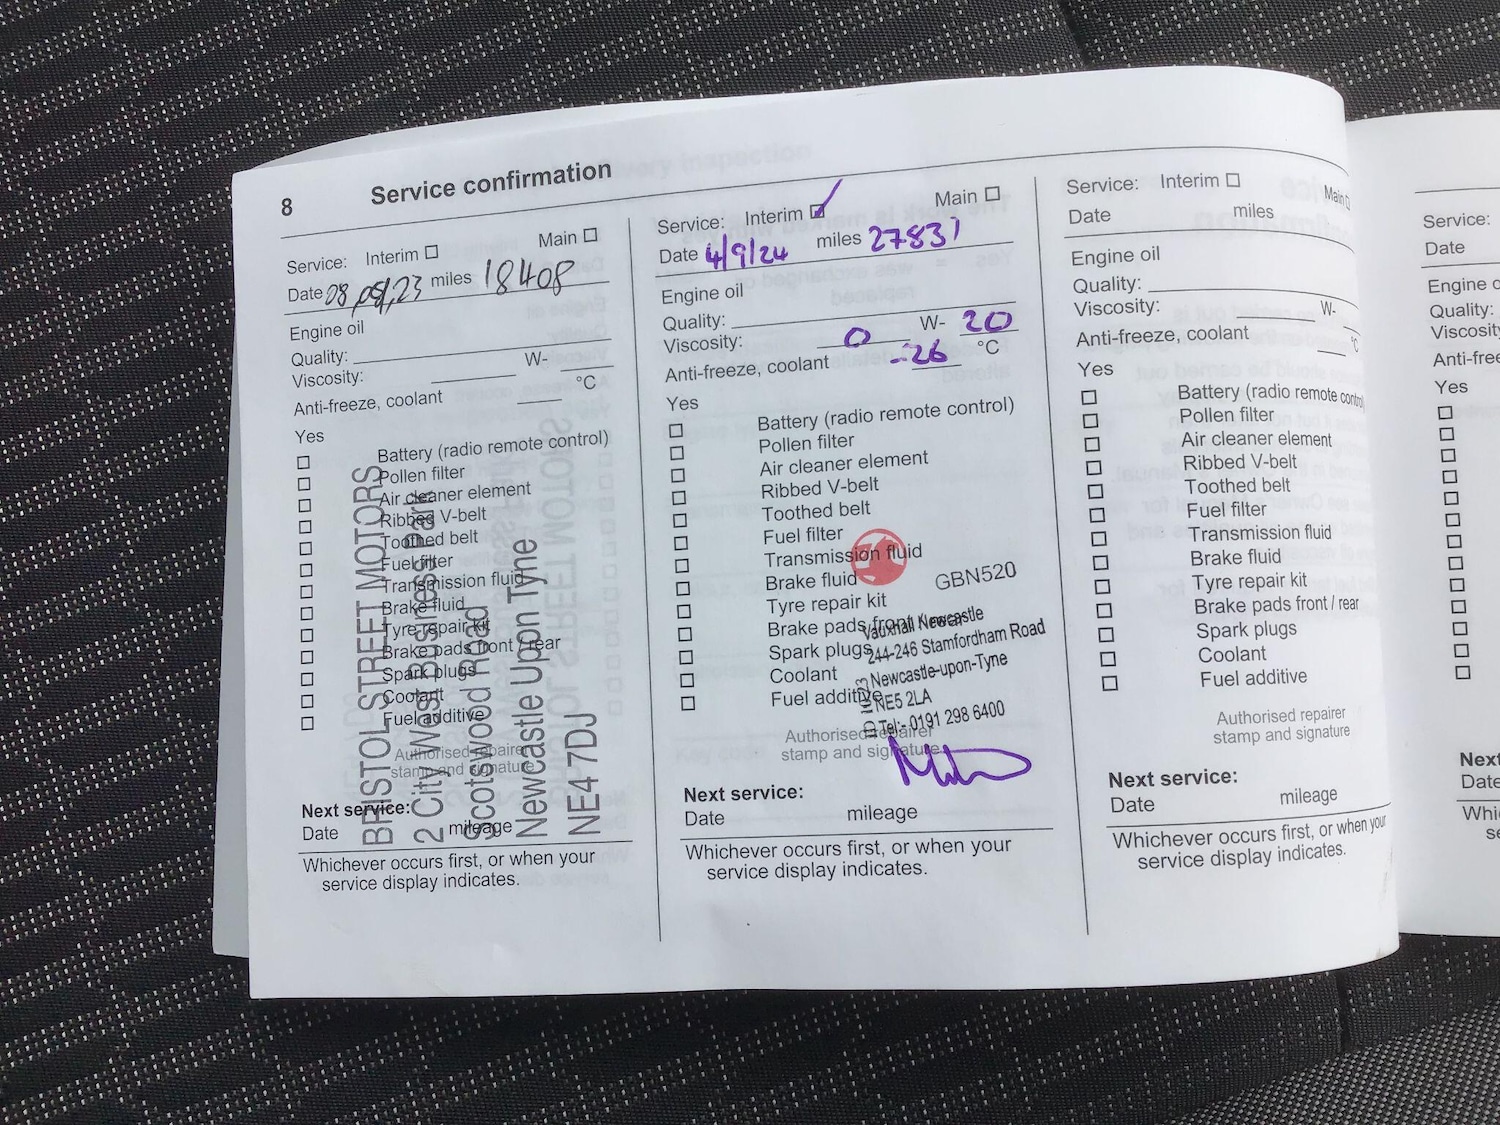 8 Service confirmation
Service: Interim ☐ Main ☐
Date 08/09/23 miles 18408
Engine oil
Quality:
Viscosity: W-
Anti-freeze, coolant °C
Yes
☐ Battery (radio remote control)
☐ Pollen filter
☐ Air cleaner element
☐ Ribbed V-belt
☐ Toothed belt
☐ Fuel filter
☐ Transmission fluid
☐ Brake fluid
☐ Tyre repair kit
☐ Brake pads front / rear
☐ Spark plugs
☐ Coolant
☐ Fuel additive
Authorised repairer
stamp and signature
BRISTOL STREET MOTORS
2 City West Business Park
Scotswood Road
Newcastle Upon Tyne
NE4 7DJ
Next service:
Date mileage
Whichever occurs first, or when your
service display indicates.
Service: Interim ☑ Main ☐
Date 4/9/24 miles 27831
Engine oil
Quality:
Viscosity: 0 W- 20
Anti-freeze, coolant -26 °C
Yes
☐ Battery (radio remote control)
☐ Pollen filter
☐ Air cleaner element
☐ Ribbed V-belt
☐ Toothed belt
☐ Fuel filter
☐ Transmission fluid
☐ Brake fluid
☐ Tyre repair kit
☐ Brake pads front / rear
☐ Spark plugs
☐ Coolant
☐ Fuel additive
GBN520
Vauxhall Newcastle
244-246 Stamfordham Road
Newcastle-upon-Tyne
NE5 2LA
Tel:- 0191 298 6400
Authorised repairer
stamp and signature
Next service:
Date mileage
Whichever occurs first, or when your
service display indicates.
Service: Interim ☐ Main ☐
Date miles
Engine oil
Quality:
Viscosity: W-
Anti-freeze, coolant °C
Yes
☐ Battery (radio remote control)
☐ Pollen filter
☐ Air cleaner element
☐ Ribbed V-belt
☐ Toothed belt
☐ Fuel filter
☐ Transmission fluid
☐ Brake fluid
☐ Tyre repair kit
☐ Brake pads front / rear
☐ Spark plugs
☐ Coolant
☐ Fuel additive
Authorised repairer
stamp and signature
Next service:
Date mileage
Whichever occurs first, or when your
service display indicates.
Service:
Date
Engine
Quality:
Viscosity
Anti-free
Yes
Next
Date
Whi
se